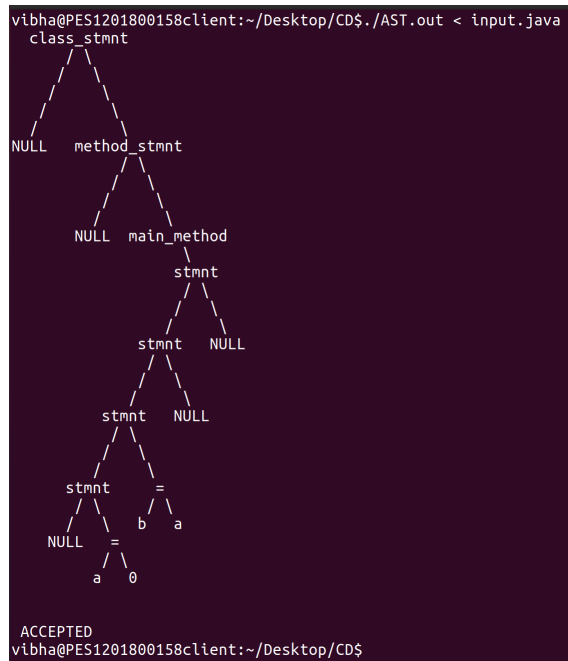 vibha@PES1201800158client:~/Desktop/CD$./AST.out < input.java
class_stmnt
/ \
/ \
/ \
/ \
/ \
NULL method_stmnt
/ \
/ \
/ \
/ \
NULL main_method
\
stmnt
/ \
/ \
/ \
stmnt NULL
/ \
/ \
/ \
stmnt NULL
/ \
/ \
/ \
stmnt =
/ \ / \
/ \ b a
NULL =
/ \
a 0
ACCEPTED
vibha@PES1201800158client:~/Desktop/CD$